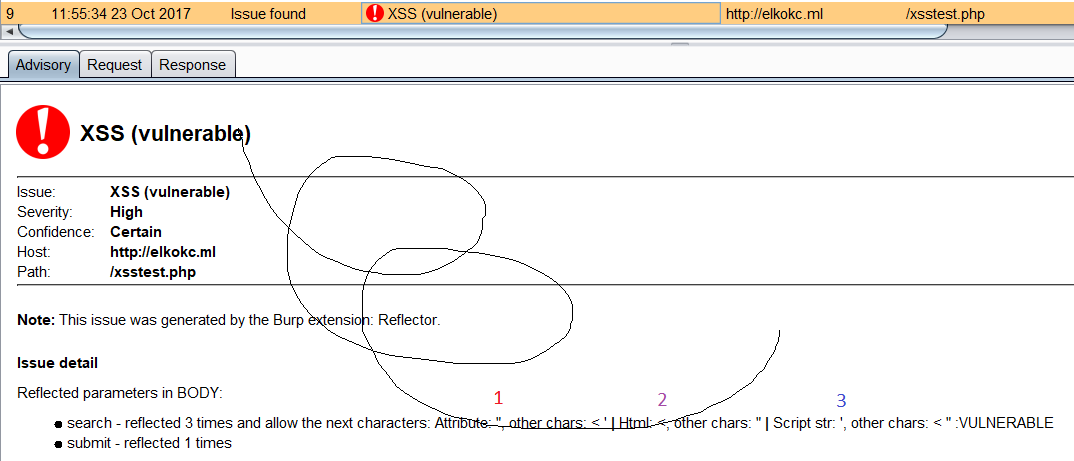 9 11:55:34 23 Oct 2017 Issue found XSS (vulnerable) http://elkokc.ml /xsstest.php
Advisory Request Response
XSS (vulnerable)
Issue: XSS (vulnerable)
Severity: High
Confidence: Certain
Host: http://elkokc.ml
Path: /xsstest.php
Note: This issue was generated by the Burp extension: Reflector.
Issue detail
Reflected parameters in BODY:
1 2 3
search - reflected 3 times and allow the next characters: Attribute: ", other chars: < ' | Html: <, other chars: " | Script str: ', other chars: < " :VULNERABLE
submit - reflected 1 times